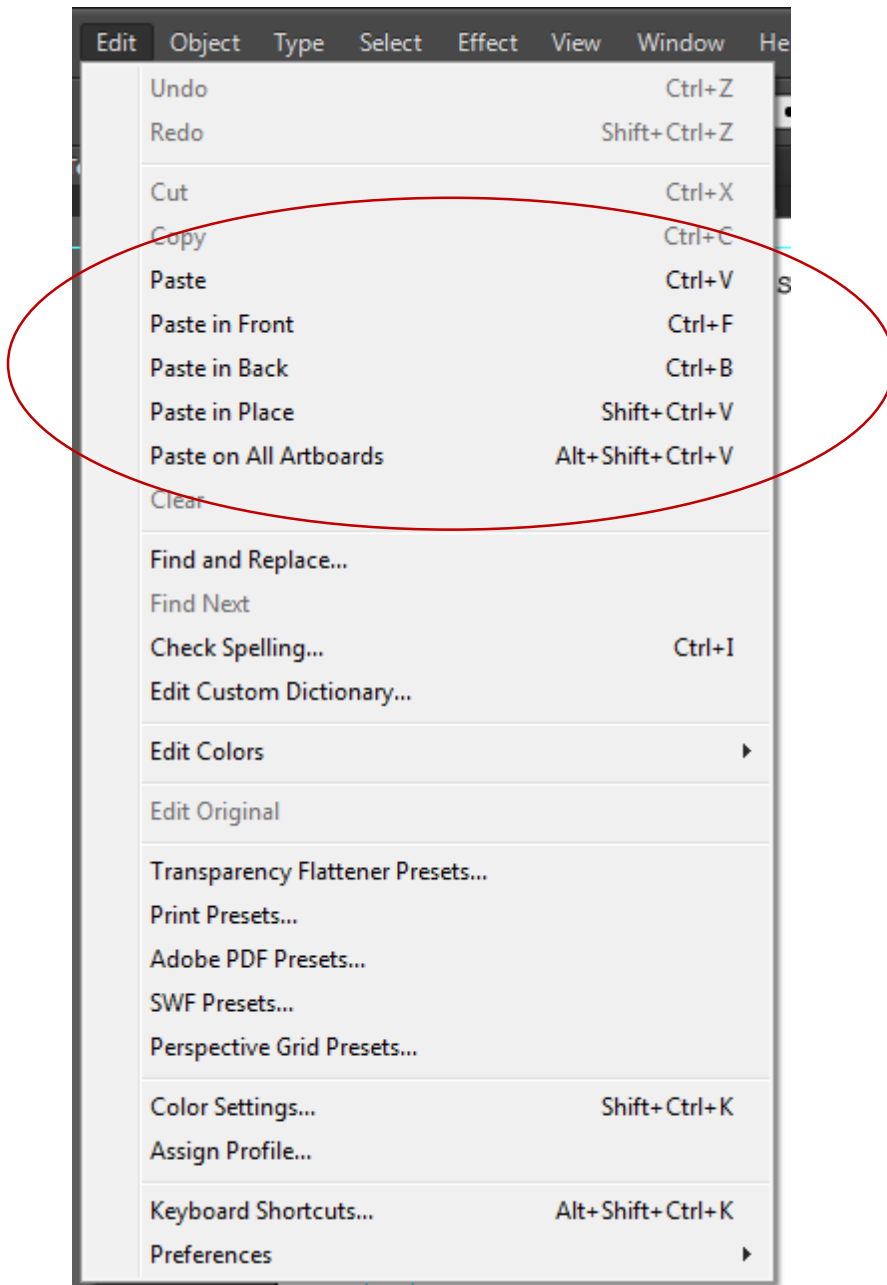 Edit Object Type Select Effect View Window He
Undo Ctrl+Z
Redo Shift+Ctrl+Z
Cut Ctrl+X
Copy Ctrl+C
Paste Ctrl+V
Paste in Front Ctrl+F
Paste in Back Ctrl+B
Paste in Place Shift+Ctrl+V
Paste on All Artboards Alt+Shift+Ctrl+V
Clear
Find and Replace...
Find Next
Check Spelling... Ctrl+I
Edit Custom Dictionary...
Edit Colors
Edit Original
Transparency Flattener Presets...
Print Presets...
Adobe PDF Presets...
SWF Presets...
Perspective Grid Presets...
Color Settings... Shift+Ctrl+K
Assign Profile...
Keyboard Shortcuts... Alt+Shift+Ctrl+K
Preferences